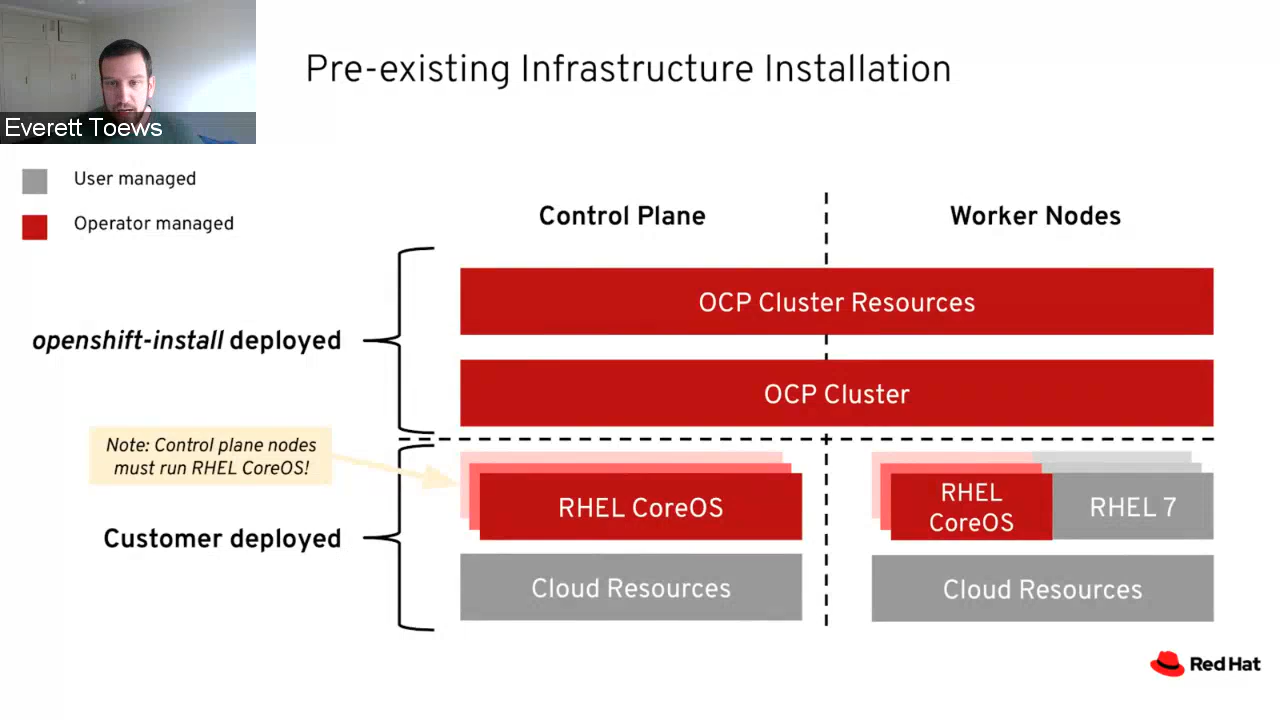 Pre-existing Infrastructure Installation
Everett Toews
User managed
Operator managed
Control Plane
Worker Nodes
OCP Cluster Resources
openshift-install deployed
OCP Cluster
Note: Control plane nodes
must run RHEL CoreOS!
RHEL CoreOS
RHEL
CoreOS
RHEL 7
Customer deployed
Cloud Resources
Cloud Resources
Red Hat